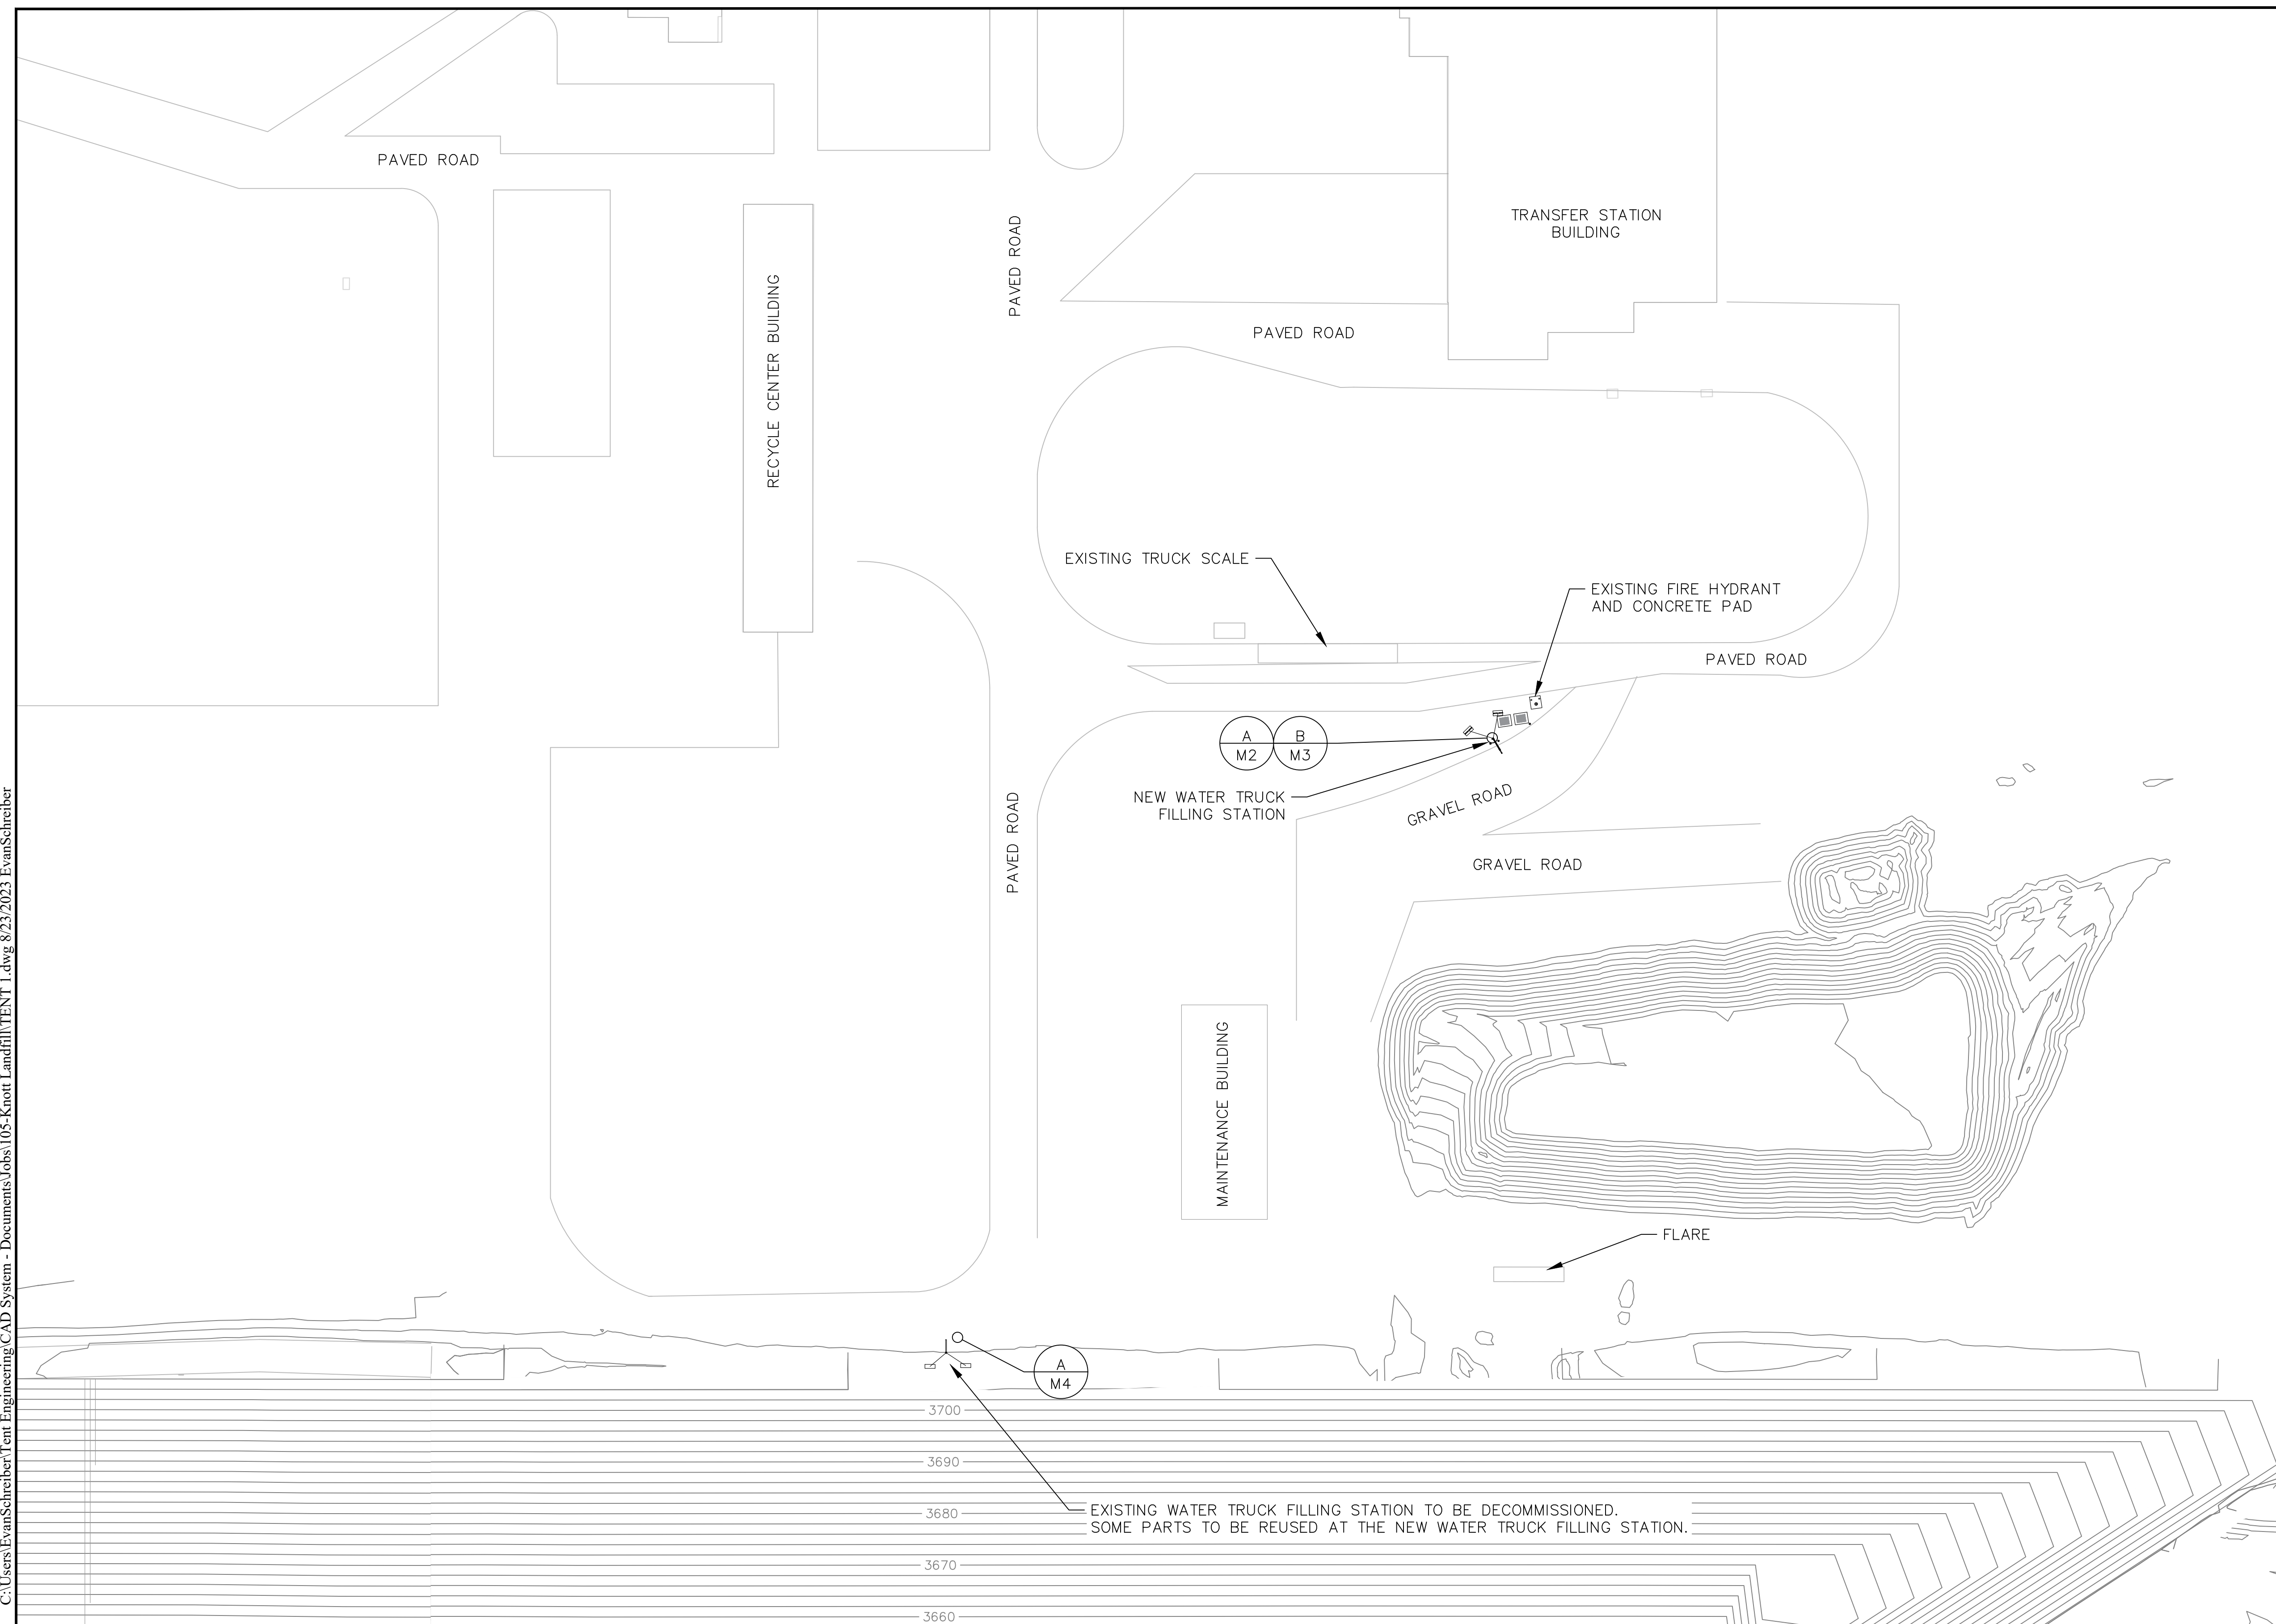 PAVED ROAD
TRANSFER STATION
BUILDING
PAVED ROAD
RECYCLE CENTER BUILDING
PAVED ROAD
EXISTING TRUCK SCALE
EXISTING FIRE HYDRANT
AND CONCRETE PAD
PAVED ROAD
A
M2
B
M3
NEW WATER TRUCK
FILLING STATION
GRAVEL ROAD
PAVED ROAD
GRAVEL ROAD
MAINTENANCE BUILDING
FLARE
A
M4
3700
3690
3680
EXISTING WATER TRUCK FILLING STATION TO BE DECOMMISSIONED.
SOME PARTS TO BE REUSED AT THE NEW WATER TRUCK FILLING STATION.
3670
3660
C:\Users\EvanSchreiber\Tent Engineering\CAD System - Documents\Jobs\105-Knott Landfill\TENT 1.dwg 8/23/2023 EvanSchreiber